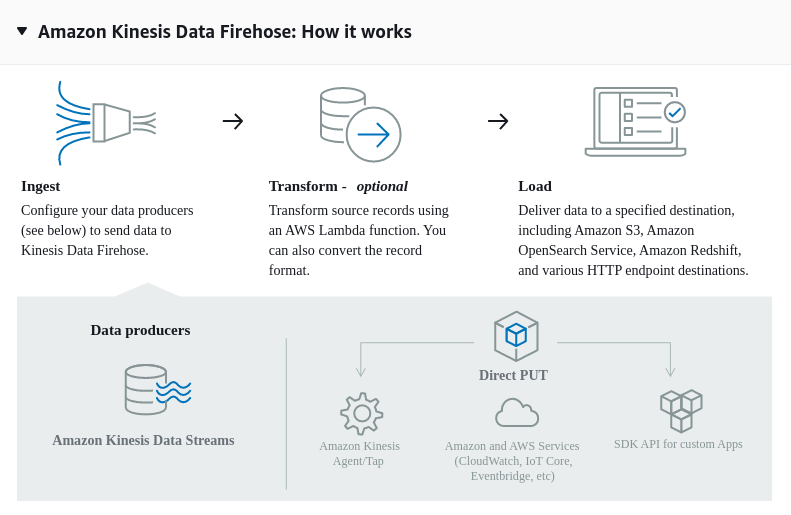 Amazon Kinesis Data Firehose: How it works
Ingest
Configure your data producers
(see below) to send data to
Kinesis Data Firehose.
Transform - optional
Transform source records using
an AWS Lambda function. You
can also convert the record
format.
Load
Deliver data to a specified destination,
including Amazon S3, Amazon
OpenSearch Service, Amazon Redshift,
and various HTTP endpoint destinations.
Data producers
Amazon Kinesis Data Streams
Direct PUT
Amazon Kinesis
Agent/Tap
Amazon and AWS Services
(CloudWatch, IoT Core,
Eventbridge, etc)
SDK API for custom Apps